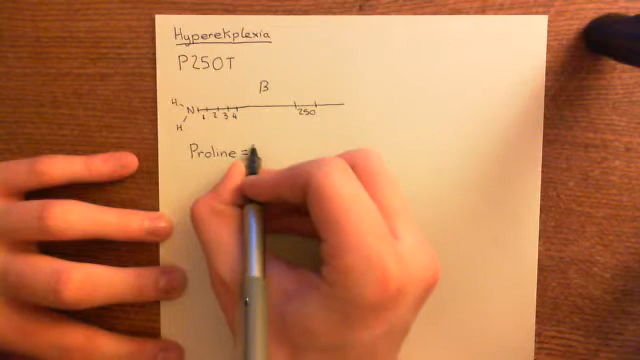 Hyperekplexia
P250T
β
H
N 1 2 3 4 250
H
Proline =